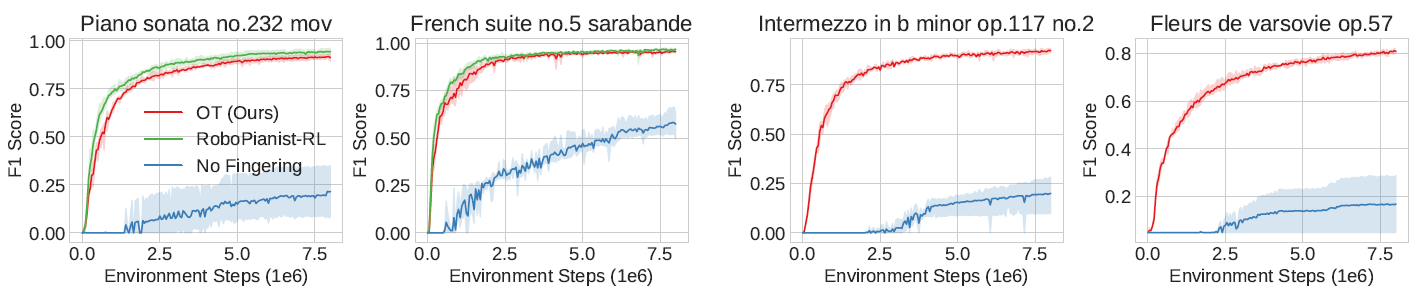 Piano sonata no.232 mov
F1 Score
1.00
0.75
0.50
0.25
0.00
OT (Ours)
RoboPianist-RL
No Fingering
0.0 2.5 5.0 7.5
Environment Steps (1e6)
French suite no.5 sarabande
F1 Score
1.00
0.75
0.50
0.25
0.00
0.0 2.5 5.0 7.5
Environment Steps (1e6)
Intermezzo in b minor op.117 no.2
F1 Score
0.75
0.50
0.25
0.00
0.0 2.5 5.0 7.5
Environment Steps (1e6)
Fleurs de varsovie op.57
F1 Score
0.8
0.6
0.4
0.2
0.0 2.5 5.0 7.5
Environment Steps (1e6)